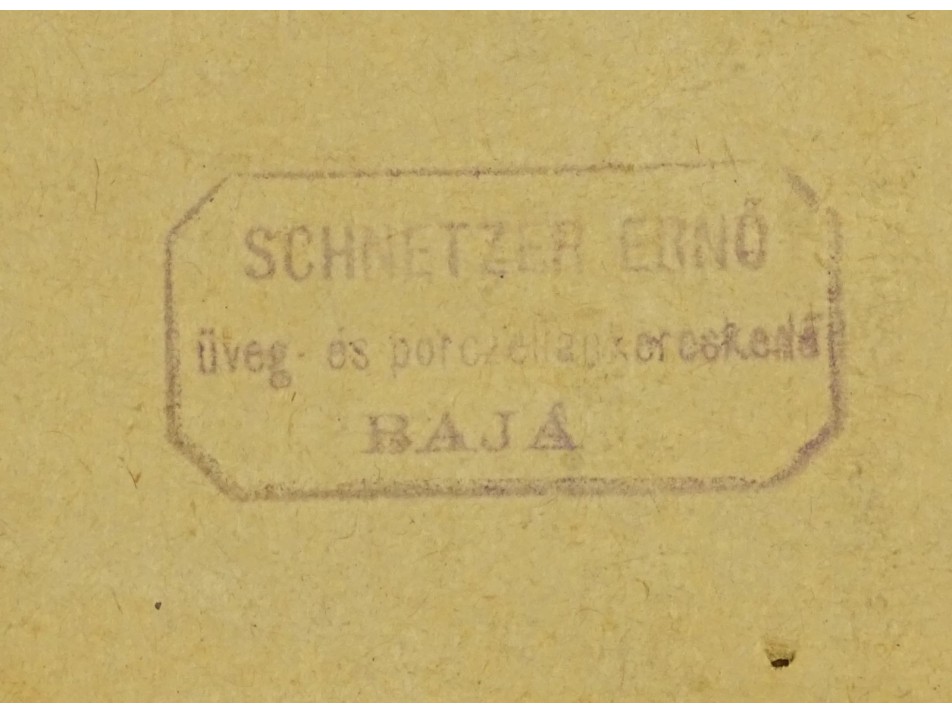 SCHNETZER ERNŐ
üveg- és porczellánkereskedő
BAJA